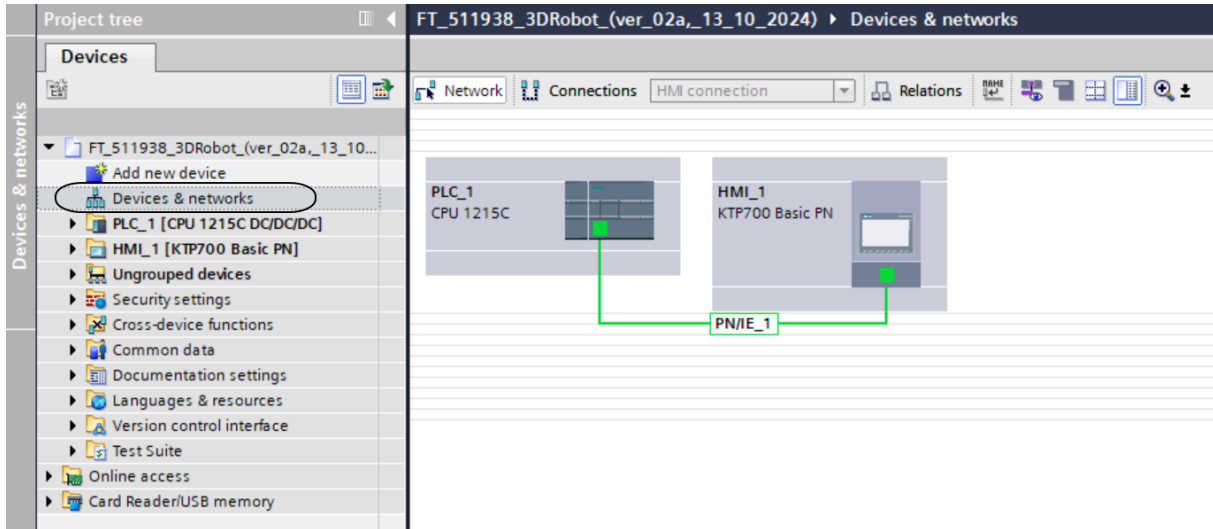 Project tree
FT_511938_3DRobot_(ver_02a,_13_10_2024) ▸ Devices & networks
Devices & networks
Devices
Network
Connections
HMI connection
Relations
NAME
FT_511938_3DRobot_(ver_02a,_13_10...
Add new device
Devices & networks
PLC_1 [CPU 1215C DC/DC/DC]
HMI_1 [KTP700 Basic PN]
Ungrouped devices
Security settings
Cross-device functions
Common data
Documentation settings
Languages & resources
Version control interface
Test Suite
Online access
Card Reader/USB memory
PLC_1
CPU 1215C
HMI_1
KTP700 Basic PN
PN/IE_1